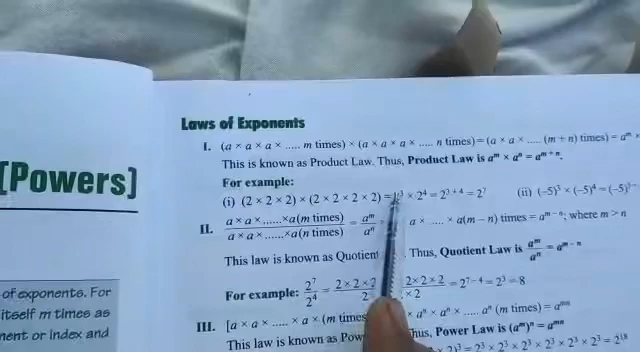 [Powers]
of exponents. For
itself m times as
nent or index and
Laws of Exponents
I. (a × a × a × ..... m times) × (a × a × a × ..... n times) = (a × a × ..... (m + n) times) = aᵐ ×
This is known as Product Law. Thus, Product Law is aᵐ × aⁿ = aᵐ⁺ⁿ.
For example:
(i) (2 × 2 × 2) × (2 × 2 × 2 × 2) = × 2⁴ = 2³⁺⁴ = 2⁷ (ii) (–5)³ × (–5)⁴ = (–5)
II. a × a × ...... × a (m times) / a × a × ...... × a (n times) = aᵐ / aⁿ a × ..... × a(m – n) times = aᵐ⁻ⁿ; where m > n
This law is known as Quotient Thus, Quotient Law is aᵐ / aⁿ = aᵐ⁻ⁿ
For example: 2⁷ / 2⁴ = 2 × 2 × 2 2 × 2 × 2 / 2 × 2 = 2⁷⁻⁴ = 2³ = 8
III. [a × a × ..... × a × (m times × aⁿ × aⁿ × ..... aⁿ (m times) = aᵐⁿ
This law is known as Pow Thus, Power Law is (aᵐ)ⁿ = aᵐⁿ
× 2)³ = 2³ × 2³ × 2³ × 2³ × 2³ × 2³ = 2¹⁸